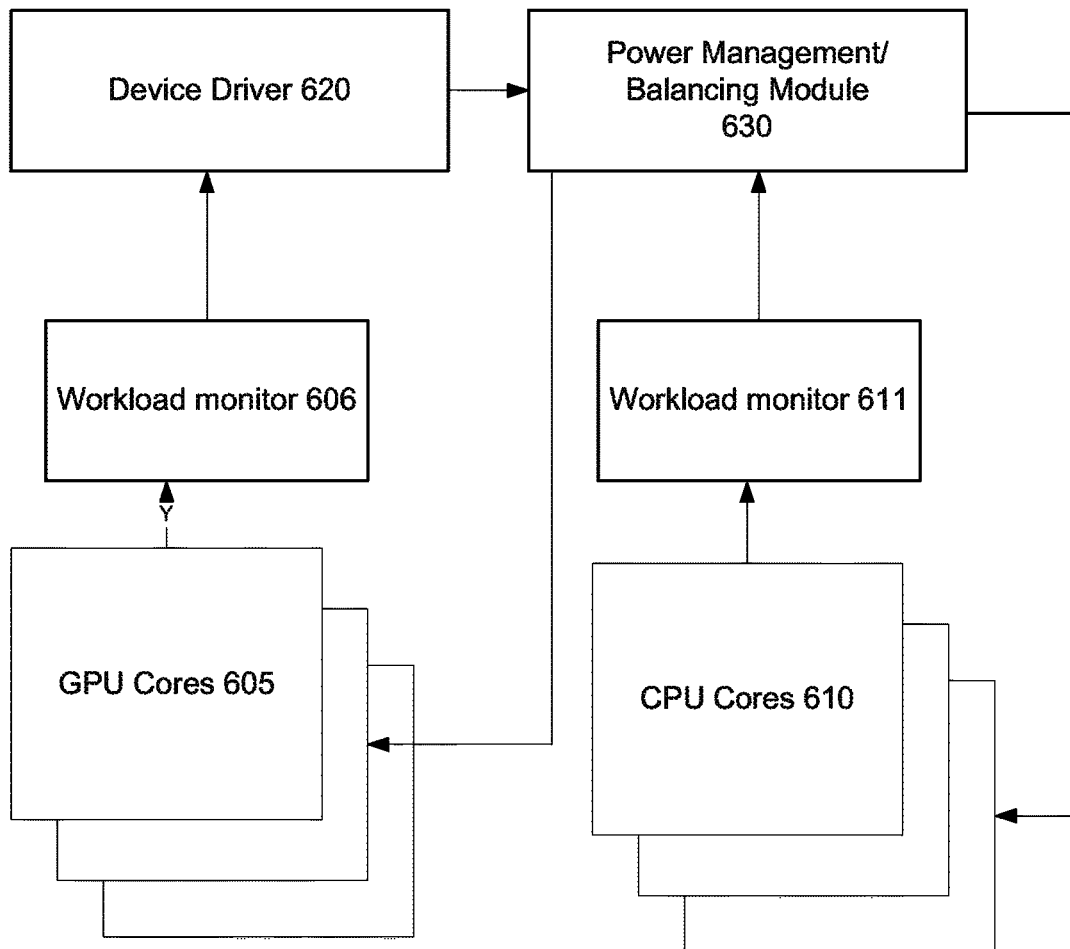 Device Driver 620
Power Management/
Balancing Module
630
Workload monitor 606
Workload monitor 611
Y
GPU Cores 605
CPU Cores 610